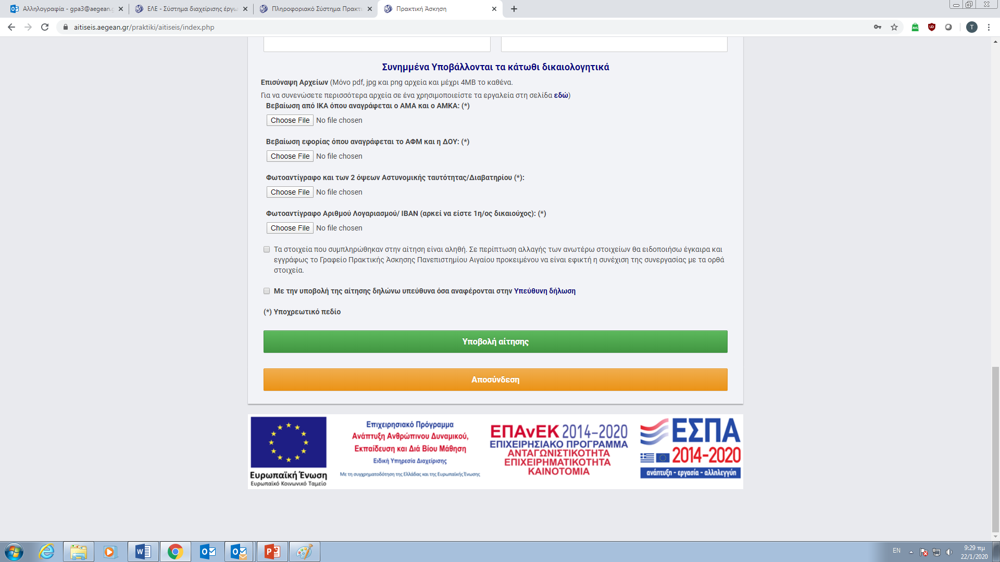 Αλληλογραφία - gpa3@aegean.g
ΕΛΕ - Σύστημα διαχείρισης έργω
Πληροφοριακό Σύστημα Πρακτι
Πρακτική Άσκηση
aitiseis.aegean.gr/praktiki/aitiseis/index.php
T
Συνημμένα Υποβάλλονται τα κάτωθι δικαιολογητικά
Επισύναψη Αρχείων (Μόνο pdf, jpg και png αρχεία και μέχρι 4MB το καθένα.
Για να συνενώσετε περισσότερα αρχεία σε ένα χρησιμοποιείστε τα εργαλεία στη σελίδα εδώ)
Βεβαίωση από ΙΚΑ όπου αναγράφεται ο ΑΜΑ και ο ΑΜΚΑ: (*)
Choose File No file chosen
Βεβαίωση εφορίας όπου αναγράφεται το ΑΦΜ και η ΔΟΥ: (*)
Choose File No file chosen
Φωτοαντίγραφο και των 2 όψεων Αστυνομικής ταυτότητας/Διαβατηρίου (*):
Choose File No file chosen
Φωτοαντίγραφο Αριθμού Λογαριασμού/ IBAN (αρκεί να είστε 1η/ος δικαιούχος): (*)
Choose File No file chosen
Τα στοιχεία που συμπληρώθηκαν στην αίτηση είναι αληθή. Σε περίπτωση αλλαγής των ανωτέρω στοιχείων θα ειδοποιήσω έγκαιρα και
εγγράφως το Γραφείο Πρακτικής Άσκησης Πανεπιστημίου Αιγαίου προκειμένου να είναι εφικτή η συνέχιση της συνεργασίας με τα ορθά
στοιχεία.
Με την υποβολή της αίτησης δηλώνω υπεύθυνα όσα αναφέρονται στην Υπεύθυνη δήλωση
(*) Υποχρεωτικό πεδίο
Υποβολή αίτησης
Αποσύνδεση
Ευρωπαϊκή Ένωση
Ευρωπαϊκό Κοινωνικό Ταμείο
Επιχειρησιακό Πρόγραμμα
Ανάπτυξη Ανθρώπινου Δυναμικού,
Εκπαίδευση και Διά Βίου Μάθηση
Ειδική Υπηρεσία Διαχείρισης
Με τη συγχρηματοδότηση της Ελλάδας και της Ευρωπαϊκής Ένωσης
ΕΠΑνΕΚ 2014–2020
ΕΠΙΧΕΙΡΗΣΙΑΚΟ ΠΡΟΓΡΑΜΜΑ
ΑΝΤΑΓΩΝΙΣΤΙΚΟΤΗΤΑ
ΕΠΙΧΕΙΡΗΜΑΤΙΚΟΤΗΤΑ
ΚΑΙΝΟΤΟΜΙΑ
ΕΣΠΑ
2014-2020
ανάπτυξη - εργασία - αλληλεγγύη
EN
9:29 πμ
22/1/2020